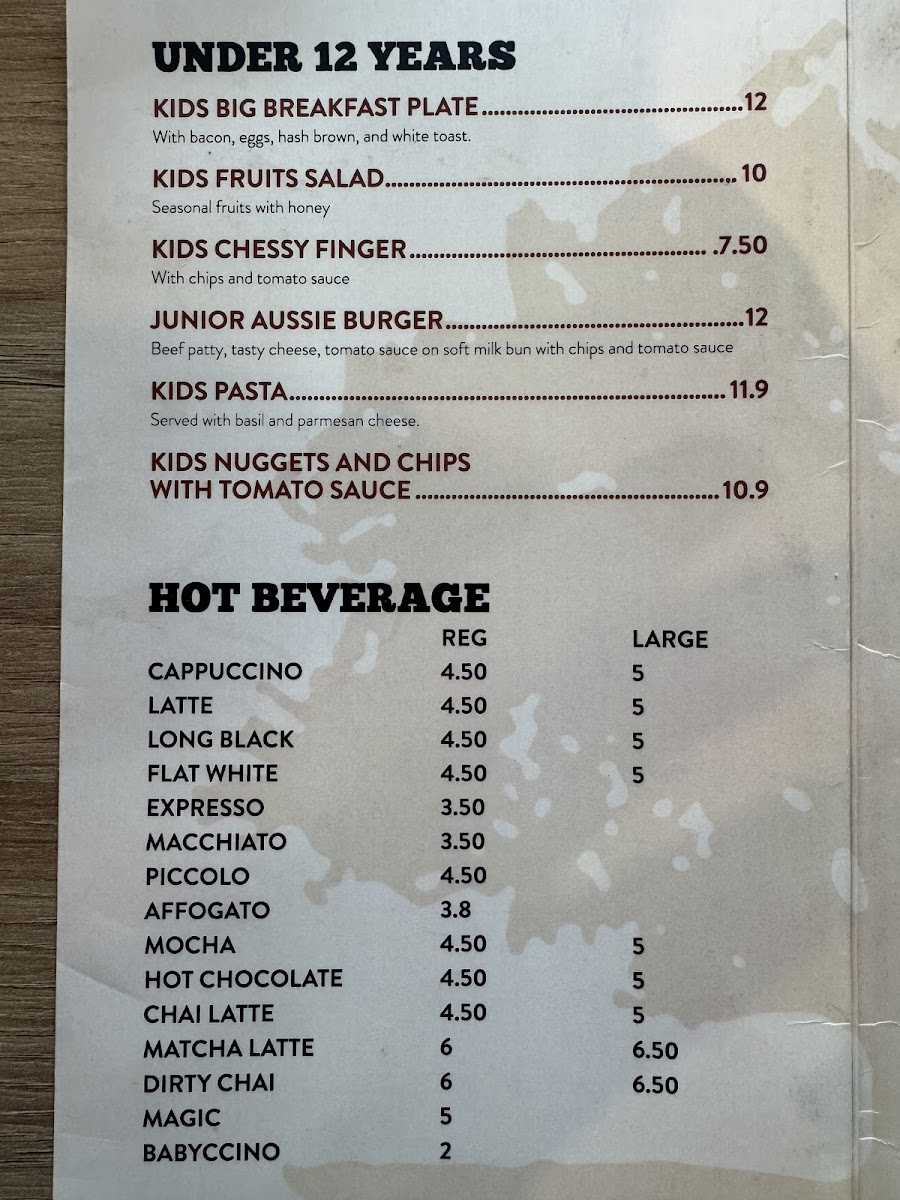 UNDER 12 YEARS
KIDS BIG BREAKFAST PLATE..........................................12
With bacon, eggs, hash brown, and white toast.
KIDS FRUITS SALAD.......................................................... 10
Seasonal fruits with honey
KIDS CHESSY FINGER................................................. .7.50
With chips and tomato sauce
JUNIOR AUSSIE BURGER.................................................12
Beef patty, tasty cheese, tomato sauce on soft milk bun with chips and tomato sauce
KIDS PASTA........................................................................ 11.9
Served with basil and parmesan cheese.
KIDS NUGGETS AND CHIPS
WITH TOMATO SAUCE .................................................. 10.9
HOT BEVERAGE
REG LARGE
CAPPUCCINO 4.50 5
LATTE 4.50 5
LONG BLACK 4.50 5
FLAT WHITE 4.50 5
EXPRESSO 3.50
MACCHIATO 3.50
PICCOLO 4.50
AFFOGATO 3.8
MOCHA 4.50 5
HOT CHOCOLATE 4.50 5
CHAI LATTE 4.50 5
MATCHA LATTE 6 6.50
DIRTY CHAI 6 6.50
MAGIC 5
BABYCCINO 2